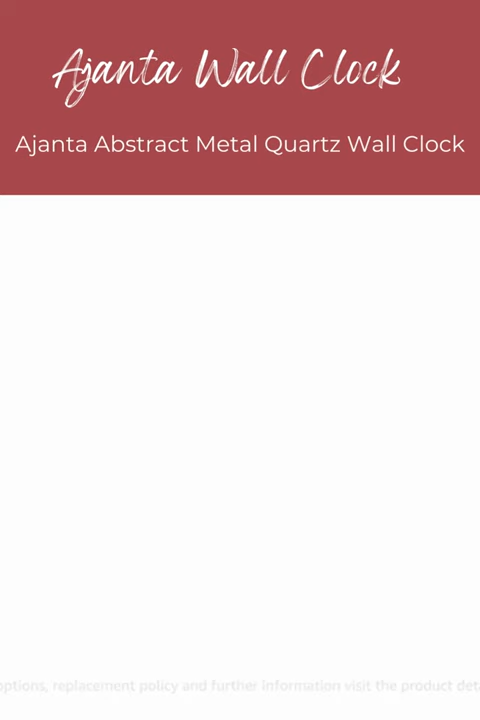 Ajanta Wall Clock
Ajanta Abstract Metal Quartz Wall Clock
options, replacement policy and further information visit the product